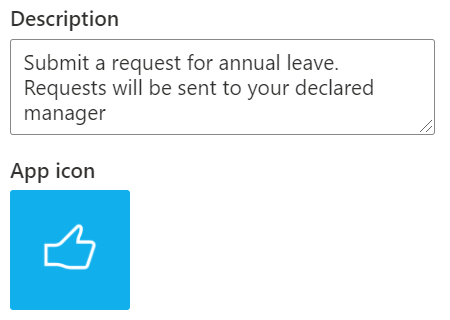 Description
Submit a request for annual leave.
Requests will be sent to your declared
manager
App icon